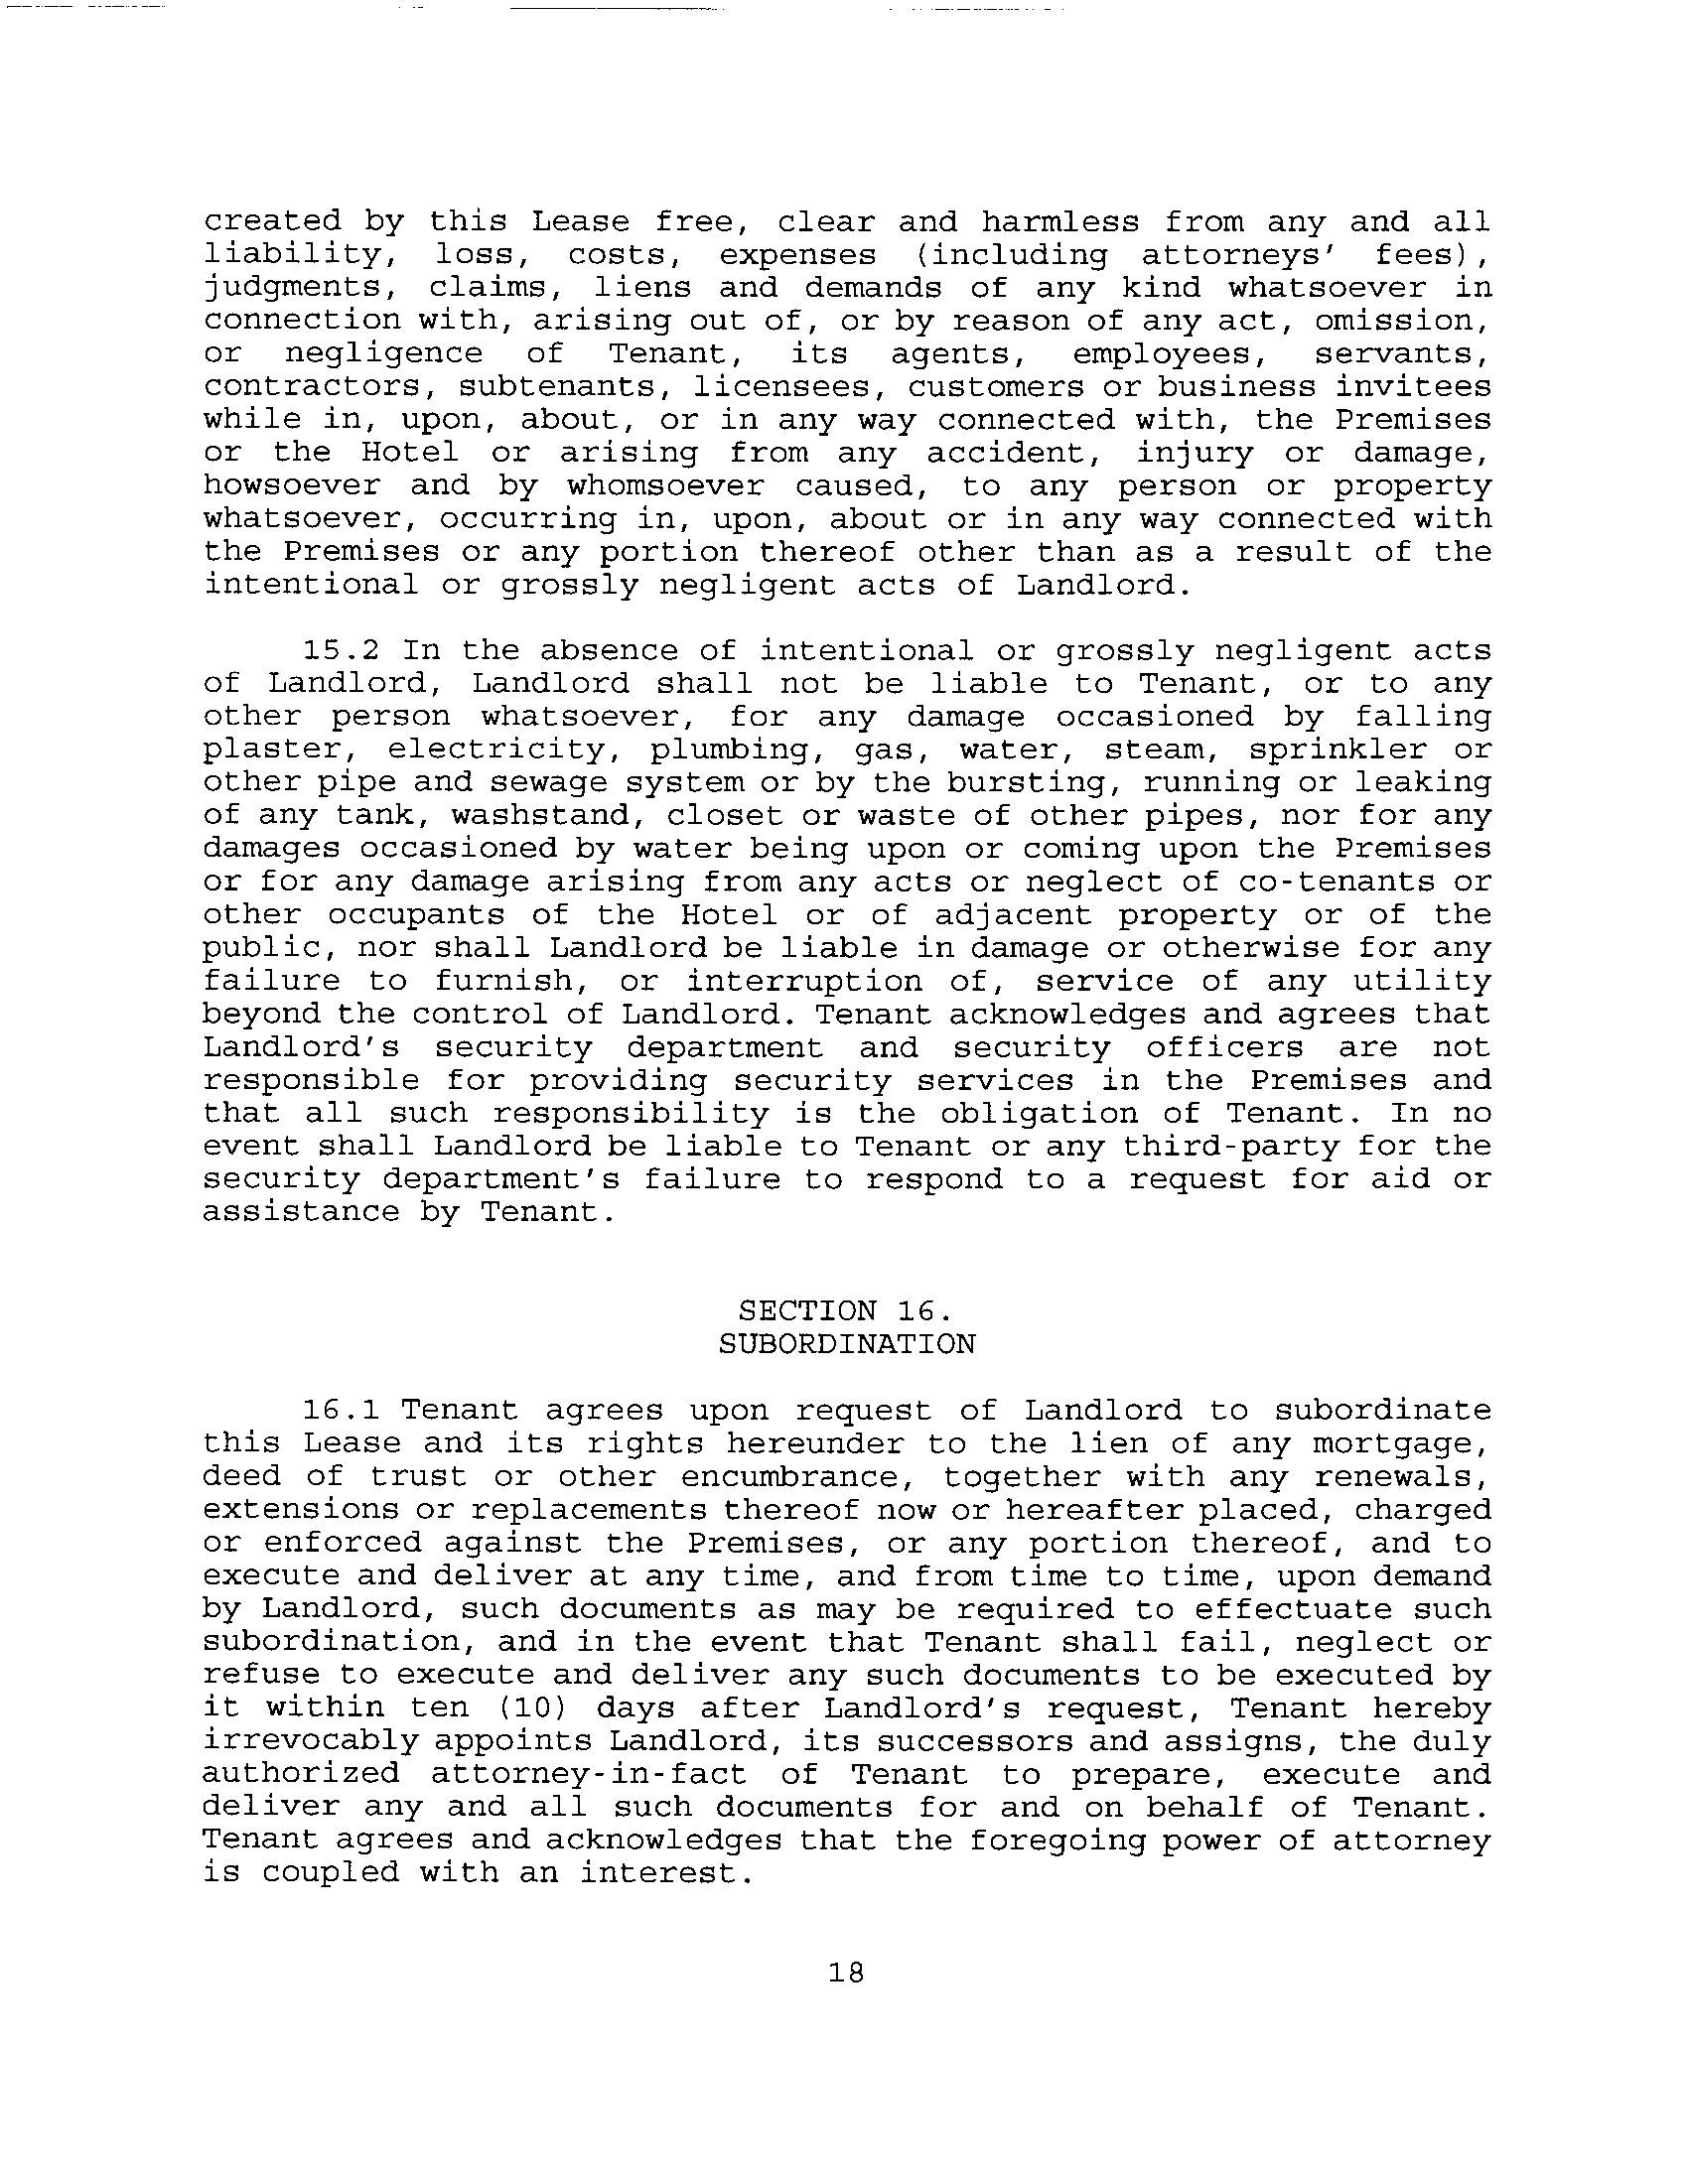 created by this Lease free, clear and harmless from any and all
liability, loss, costs, expenses (including attorneys' fees),
judgments, claims, liens and demands of any kind whatsoever in
connection with, arising out of, or by reason of any act, omission,
or negligence of Tenant, its agents, employees, servants,
contractors, subtenants, licensees, customers or business invitees
while in, upon, about, or in any way connected with, the Premises
or the Hotel or arising from any accident, injury or damage,
howsoever and by whomsoever caused, to any person or property
whatsoever, occurring in, upon, about or in any way connected with
the Premises or any portion thereof other than as a result of the
intentional or grossly negligent acts of Landlord.
15.2 In the absence of intentional or grossly negligent acts
of Landlord, Landlord shall not be liable to Tenant, or to any
other person whatsoever, for any damage occasioned by falling
plaster, electricity, plumbing, gas, water, steam, sprinkler or
other pipe and sewage system or by the bursting, running or leaking
of any tank, washstand, closet or waste of other pipes, nor for any
damages occasioned by water being upon or coming upon the Premises
or for any damage arising from any acts or neglect of co-tenants or
other occupants of the Hotel or of adjacent property or of the
public, nor shall Landlord be liable in damage or otherwise for any
failure to furnish, or interruption of, service of any utility
beyond the control of Landlord. Tenant acknowledges and agrees that
Landlord's security department and security officers are not
responsible for providing security services in the Premises and
that all such responsibility is the obligation of Tenant. In no
event shall Landlord be liable to Tenant or any third-party for the
security department's failure to respond to a request for aid or
assistance by Tenant.
SECTION 16.
SUBORDINATION
16.1 Tenant agrees upon request of Landlord to subordinate
this Lease and its rights hereunder to the lien of any mortgage,
deed of trust or other encumbrance, together with any renewals,
extensions or replacements thereof now or hereafter placed, charged
or enforced against the Premises, or any portion thereof, and to
execute and deliver at any time, and from time to time, upon demand
by Landlord, such documents as may be required to effectuate such
subordination, and in the event that Tenant shall fail, neglect or
refuse to execute and deliver any such documents to be executed by
it within ten (10) days after Landlord's request, Tenant hereby
irrevocably appoints Landlord, its successors and assigns, the duly
authorized attorney-in-fact of Tenant to prepare, execute and
deliver any and all such documents for and on behalf of Tenant.
Tenant agrees and acknowledges that the foregoing power of attorney
is coupled with an interest.
18